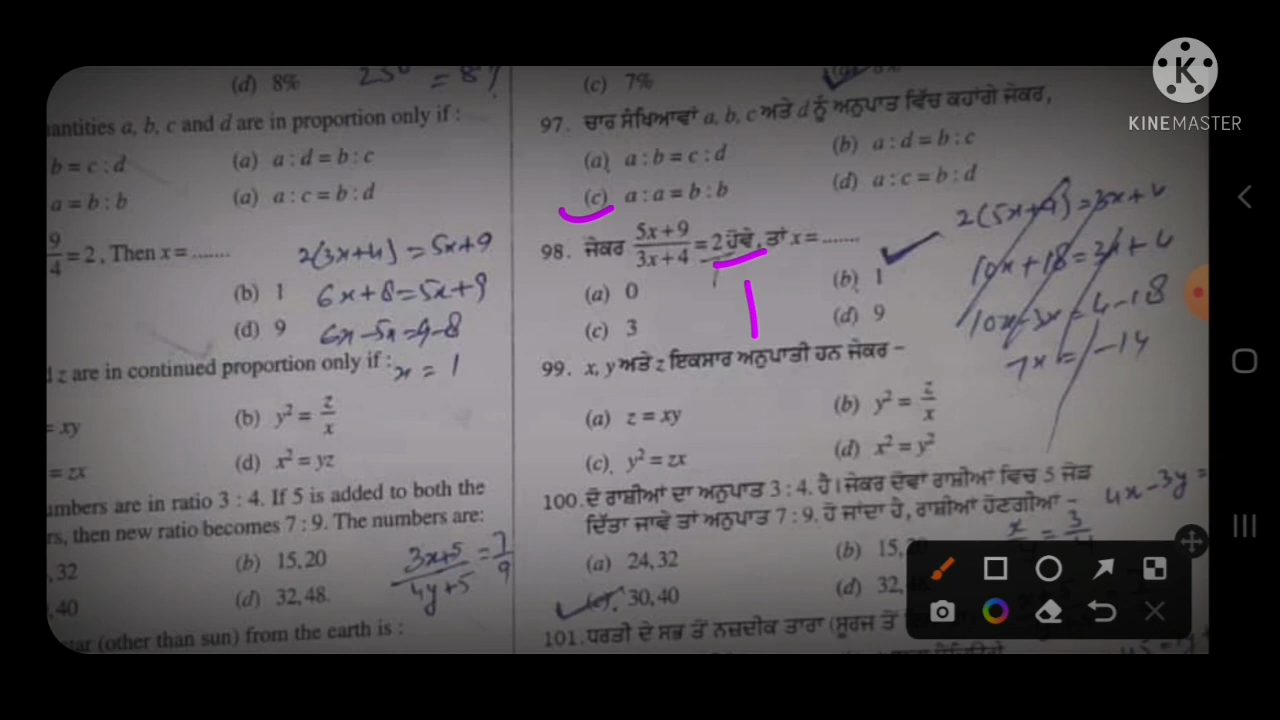 (d) 8%
= 8%
antities a, b, c and d are in proportion only if :
b = c : d
(a) a : d = b : c
a = b : b
(a) a : c = b : d
9/4 = 2 , Then x = .......
2(3x+4) = 5x+9
(b) 1
6x+8=5x+9
(d) 9
6x-5x=9-8
z are in continued proportion only if :
x = 1
= xy
(b) y² = z/x
= zx
(d) x² = yz
umbers are in ratio 3 : 4. If 5 is added to both the
rs, then new ratio becomes 7 : 9. The numbers are:
, 32
(b) 15, 20
3x+5/4y+5 = 7/9
, 40
(d) 32, 48.
star (other than sun) from the earth is :
(c) 7%
97. ਚਾਰ ਸੰਖਿਆਵਾਂ a, b, c ਅਤੇ d ਨੂੰ ਅਨੁਪਾਤ ਵਿੱਚ ਕਹਾਂਗੇ ਜੇਕਰ,
(a) a : b = c : d
(b) a : d = b : c
(c) a : a = b : b
(d) a : c = b : d
98. ਜੇਕਰ 5x + 9/3x + 4 = 2 ਹੋਵੇ, ਤਾਂ x = .......
2(5x+9) = 3x+4
(a) 0
(b) 1
10x+18=3x+4
(c) 3
(d) 9
10x-3x=4-18
7x = -14
99. x, y ਅਤੇ z ਇਕਸਾਰ ਅਨੁਪਾਤੀ ਹਨ ਜੇਕਰ –
(a) z = xy
(b) y² = z/x
(c) y² = zx
(d) x² = y²
100. ਦੋ ਰਾਸ਼ੀਆਂ ਦਾ ਅਨੁਪਾਤ 3 : 4. ਹੈ। ਜੇਕਰ ਦੋਵਾਂ ਰਾਸ਼ੀਆਂ ਵਿਚ 5 ਜੋੜ
4x-3y=
ਦਿੱਤਾ ਜਾਵੇ ਤਾਂ ਅਨੁਪਾਤ 7 : 9. ਹੋ ਜਾਂਦਾ ਹੈ, ਰਾਸ਼ੀਆਂ ਹੋਣਗੀਆਂ –
(a) 24, 32
(b) 15,
(c) 30, 40
(d) 32,
101. ਧਰਤੀ ਦੇ ਸਭ ਤੋਂ ਨਜ਼ਦੀਕ ਤਾਰਾ (ਸੂਰਜ ਤੋਂ
KINEMASTER